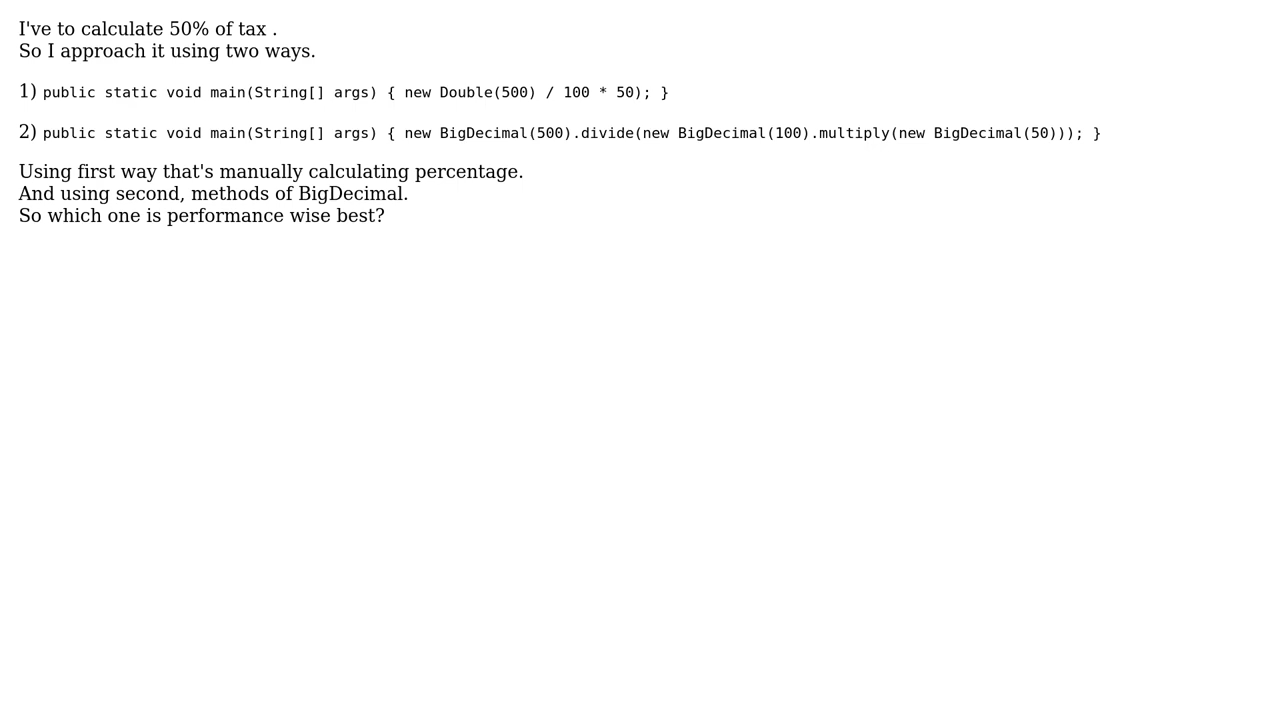 I've to calculate 50% of tax .
So I approach it using two ways.
1) public static void main(String[] args) { new Double(500) / 100 * 50); }
2) public static void main(String[] args) { new BigDecimal(500).divide(new BigDecimal(100).multiply(new BigDecimal(50))); }
Using first way that's manually calculating percentage.
And using second, methods of BigDecimal.
So which one is performance wise best?